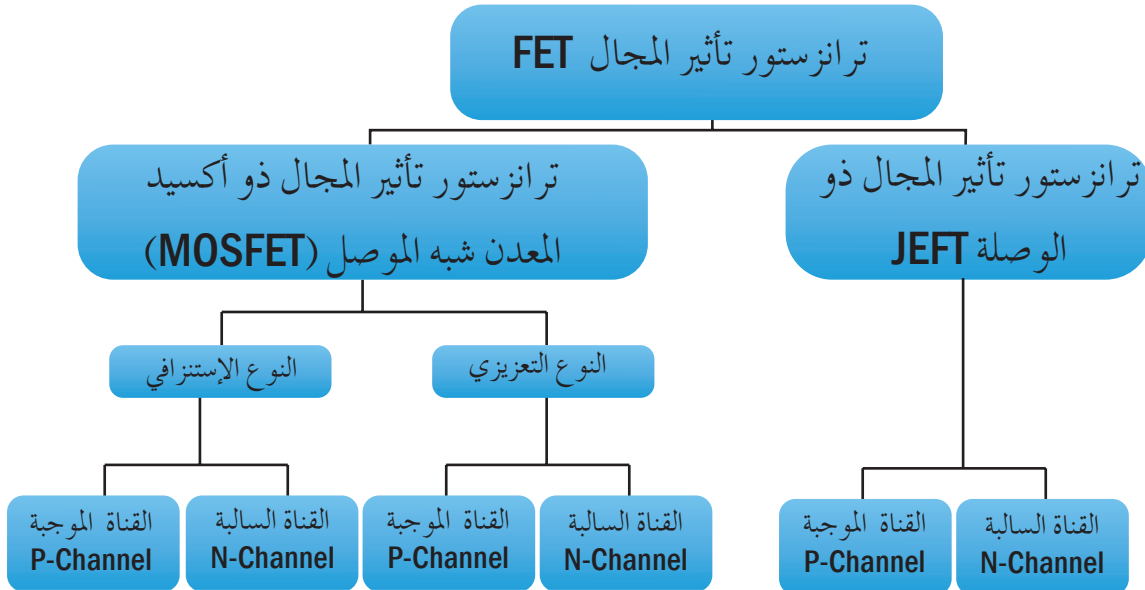 ترانزستور تأثير المجال FET
ترانزستور تأثير المجال ذو
الوصلة JEFT
ترانزستور تأثير المجال ذو أكسيد
المعدن شبه الموصل (MOSFET)
النوع التعزيزي
النوع الإستنزافي
القناة السالبة
N-Channel
القناة الموجبة
P-Channel
القناة السالبة
N-Channel
القناة الموجبة
P-Channel
القناة السالبة
N-Channel
القناة الموجبة
P-Channel